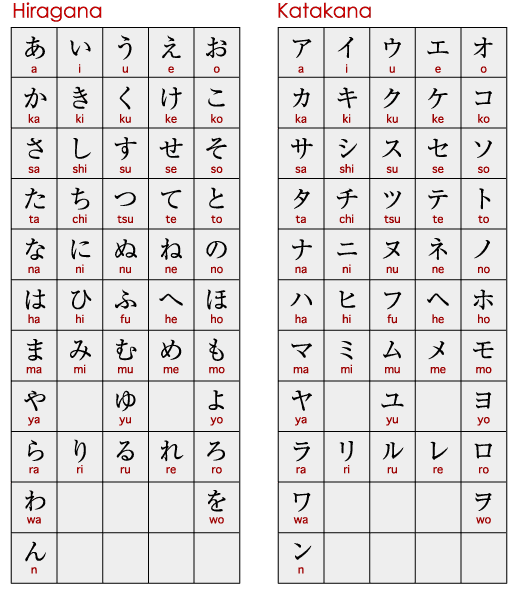 Hiragana Katakana
あ い う え お ア イ ウ エ オ
a i u e o a i u e o
か き く け こ カ キ ク ケ コ
ka ki ku ke ko ka ki ku ke ko
さ し す せ そ サ シ ス セ ソ
sa shi su se so sa shi su se so
た ち つ て と タ チ ツ テ ト
ta chi tsu te to ta chi tsu te to
な に ぬ ね の ナ ニ ヌ ネ ノ
na ni nu ne no na ni nu ne no
は ひ ふ へ ほ ハ ヒ フ ヘ ホ
ha hi fu he ho ha hi fu he ho
ま み む め も マ ミ ム メ モ
ma mi mu me mo ma mi mu me mo
や ゆ よ ヤ ユ ヨ
ya yu yo ya yu yo
ら り る れ ろ ラ リ ル レ ロ
ra ri ru re ro ra ri ru re ro
わ を ワ ヲ
wa wo wa wo
ん ン
n n